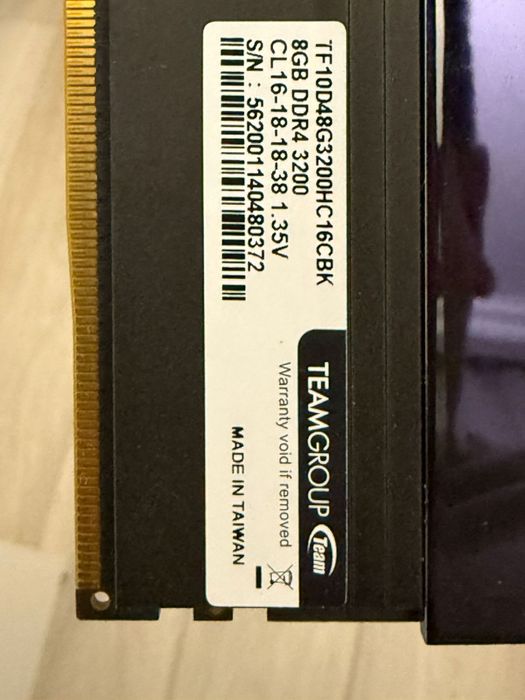 TF10D48G3200HC16CBK
8GB DDR4 3200
CL16-18-18-38 1.35V
S/N : 562001140480372
TEAMGROUP Team
Warranty void if removed
MADE IN TAIWAN